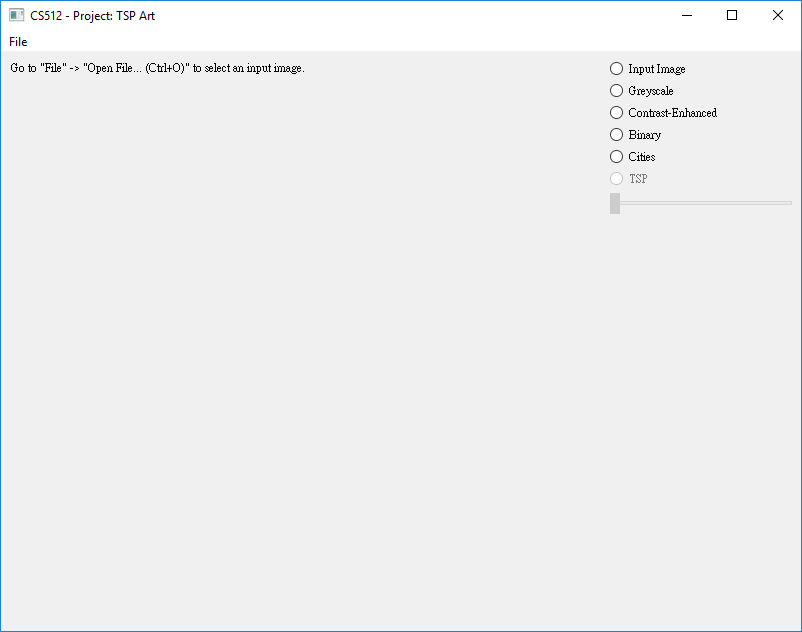 CS512 - Project: TSP Art
File
Go to "File" -> "Open File... (Ctrl+O)" to select an input image.
Input Image
Greyscale
Contrast-Enhanced
Binary
Cities
TSP